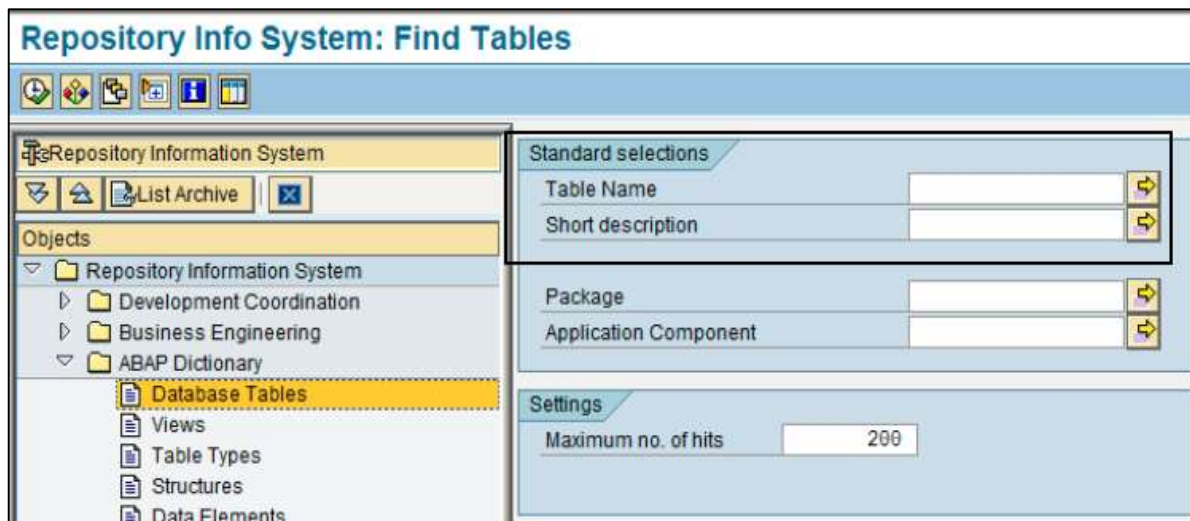 Repository Info System: Find Tables
Repository Information System
List Archive
Objects
Repository Information System
Development Coordination
Business Engineering
ABAP Dictionary
Database Tables
Views
Table Types
Structures
Data Elements
Standard selections
Table Name
Short description
Package
Application Component
Settings
Maximum no. of hits 200